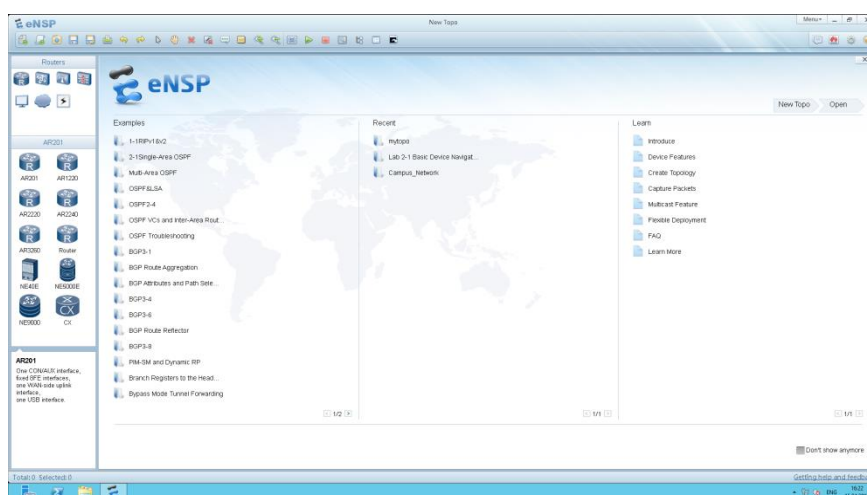 eNSP
New Topo
Menu
Routers
AR201
AR201
AR1220
AR2220
AR2240
AR3260
Router
NE40E
NE5000E
NE9000
CX
AR201
One CON/AUX interface,
fixed 8FE interfaces,
one WAN-side uplink
interface,
one USB interface.
eNSP
New Topo
Open
Examples
1-1RIPv1&v2
2-1Single-Area OSPF
Multi-Area OSPF
OSPF&LSA
OSPF2-4
OSPF VCs and Inter-Area Rout...
OSPF Troubleshooting
BGP3-1
BGP Route Aggregation
BGP Attributes and Path Sele...
BGP3-4
BGP3-6
BGP Route Reflector
BGP3-8
PIM-SM and Dynamic RP
Branch Registers to the Head...
Bypass Mode Tunnel Forwarding
1/2
Recent
mytopo
Lab 2-1 Basic Device Navigat...
Campus_Network
1/1
Learn
Introduce
Device Features
Create Topology
Capture Packets
Multicast Feature
Flexible Deployment
FAQ
Learn More
1/1
Don't show anymore
Total: 0 Selected: 0
Getting help and feedb
ENG